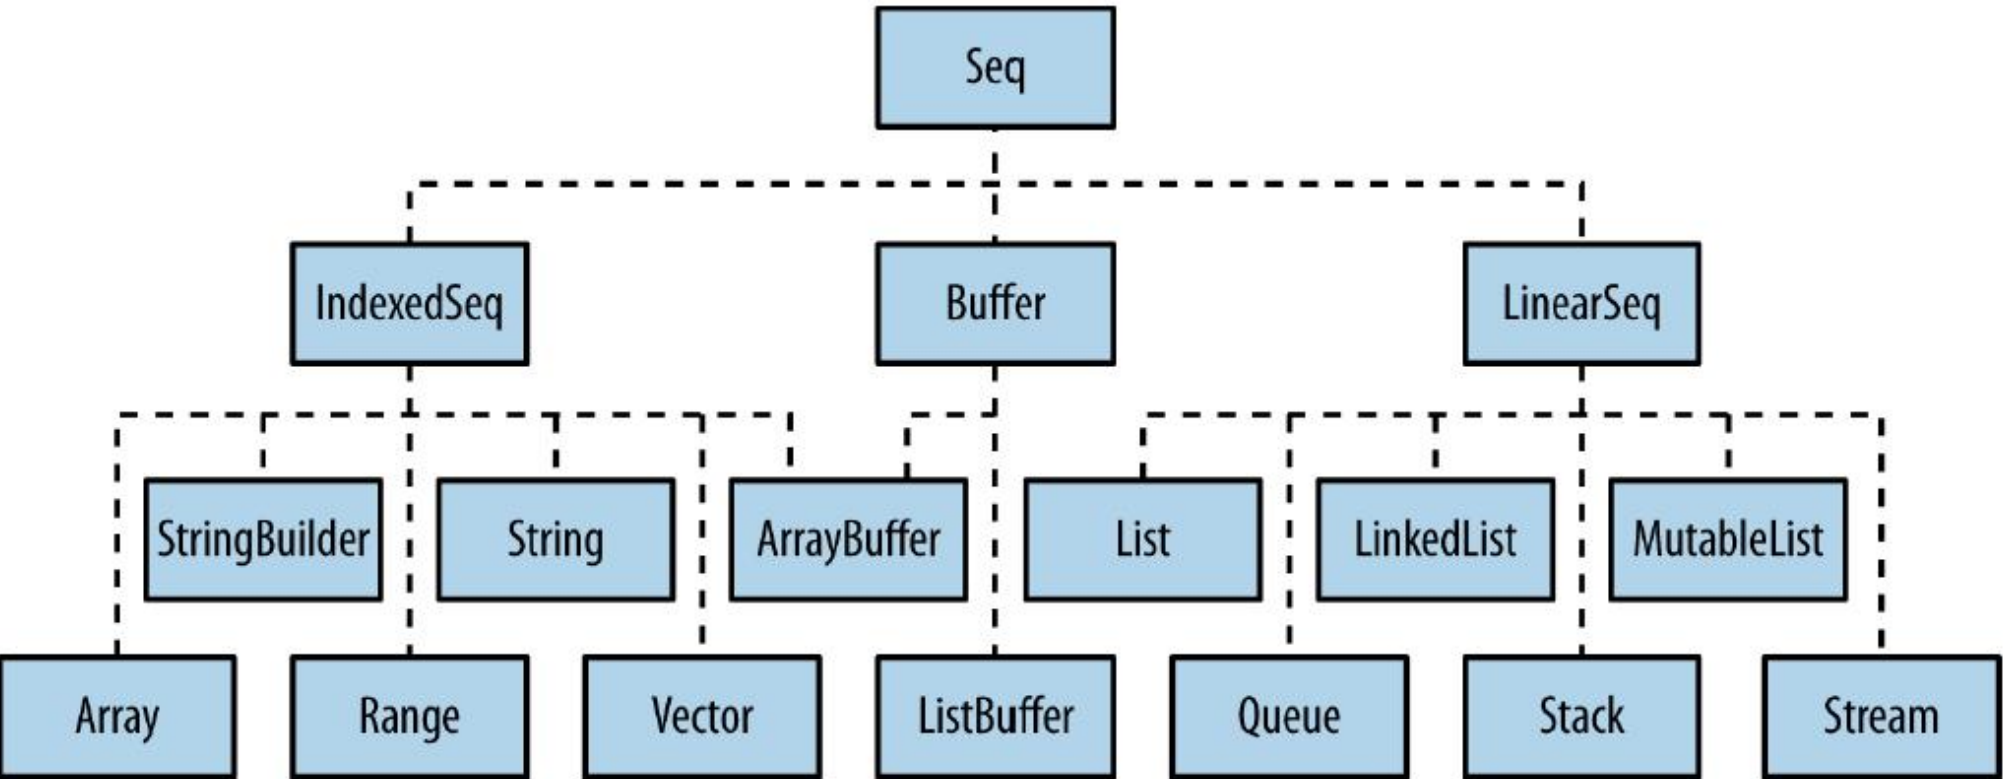 Seq
IndexedSeq
Buffer
LinearSeq
StringBuilder
String
ArrayBuffer
List
LinkedList
MutableList
Array
Range
Vector
ListBuffer
Queue
Stack
Stream